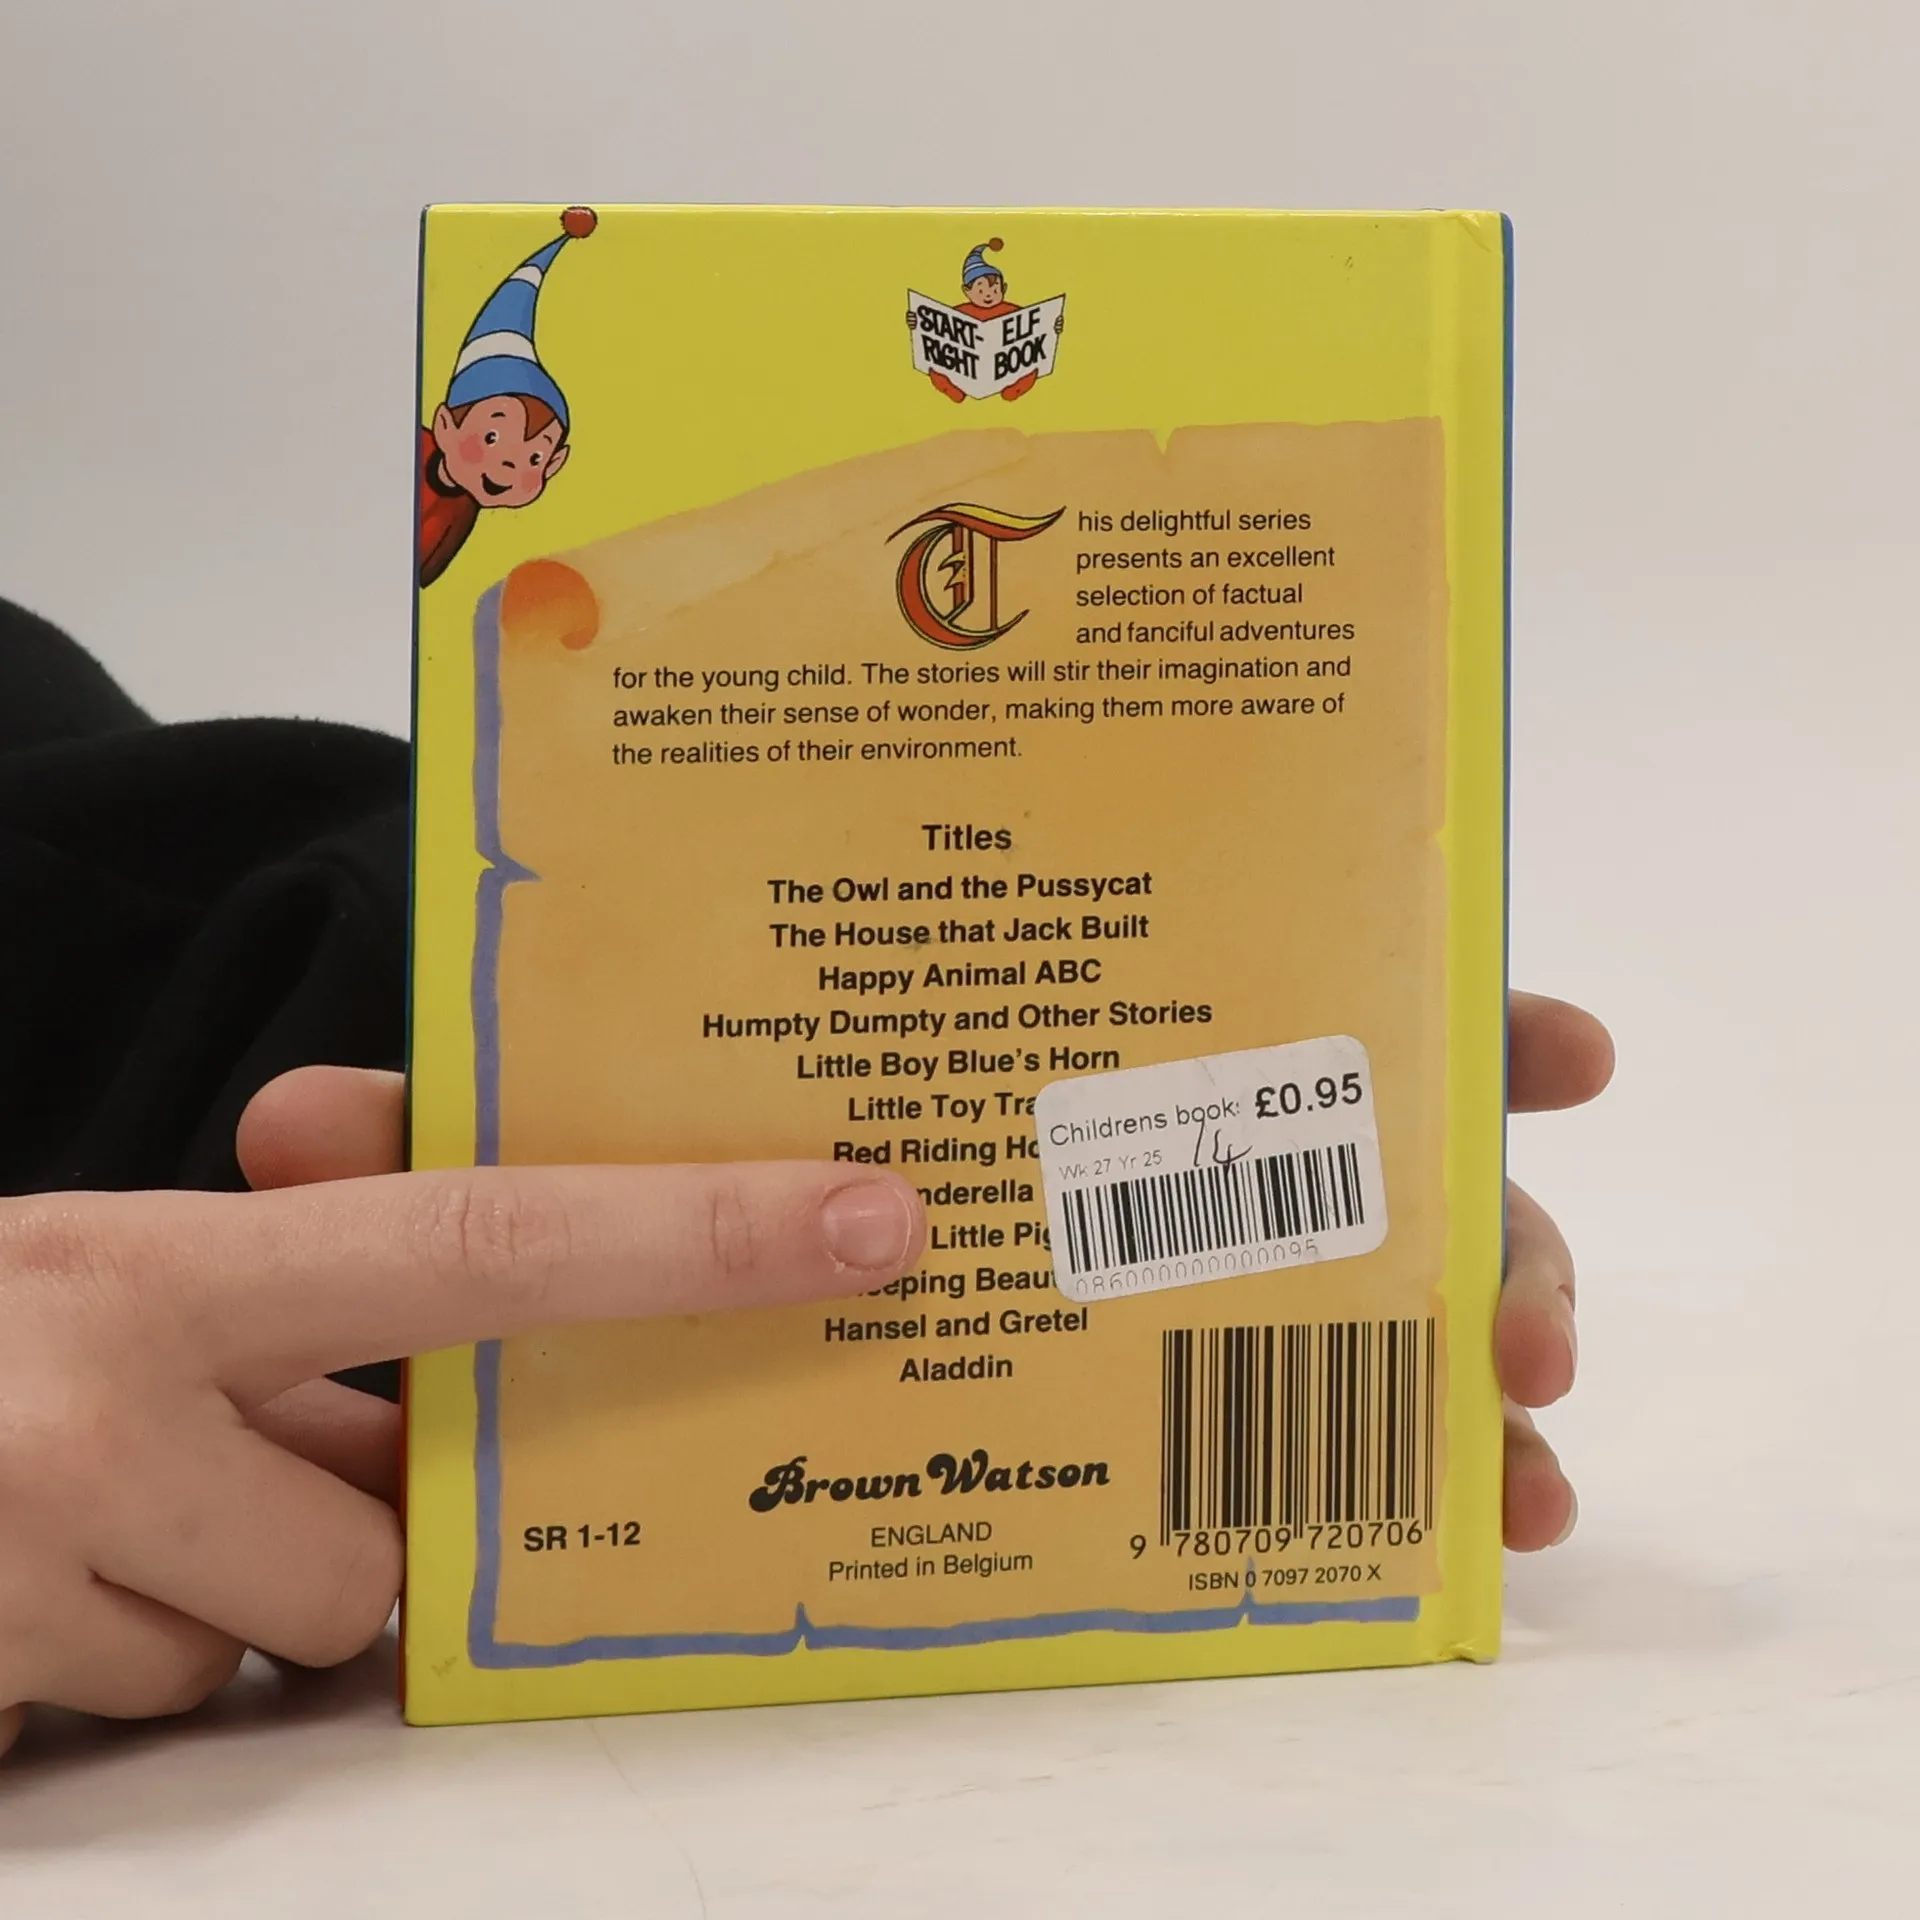 START-RIGHT ELF BOOK
This delightful series
presents an excellent
selection of factual
and fanciful adventures
for the young child. The stories will stir their imagination and
awaken their sense of wonder, making them more aware of
the realities of their environment.
Titles
The Owl and the Pussycat
The House that Jack Built
Happy Animal ABC
Humpty Dumpty and Other Stories
Little Boy Blue's Horn
Little Toy
Red Riding
Little
Hansel and Gretel
Aladdin
Childrens book: £0.95
14
Wk 27 Yr 25
Brown Watson
SR 1-12
ENGLAND
Printed in Belgium
9 780709 720706
ISBN 0 7097 2070 X